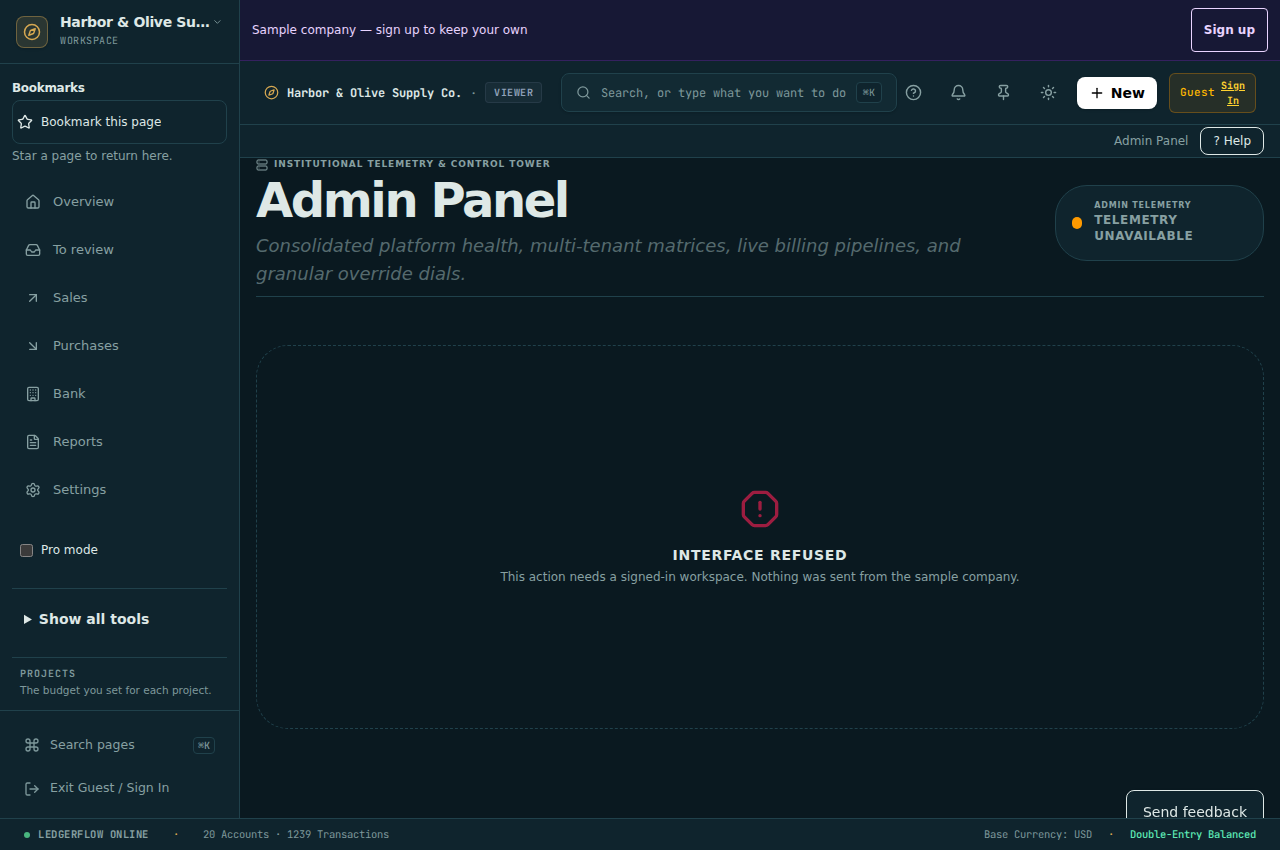 Harbor & Olive Su...
WORKSPACE
Bookmarks
Bookmark this page
Star a page to return here.
Overview
To review
Sales
Purchases
Bank
Reports
Settings
Pro mode
Show all tools
PROJECTS
The budget you set for each project.
Search pages
⌘K
Exit Guest / Sign In
Sample company — sign up to keep your own
Sign up
Harbor & Olive Supply Co. · VIEWER
Search, or type what you want to do ⌘K
New
Guest Sign
In
Admin Panel
? Help
INSTITUTIONAL TELEMETRY & CONTROL TOWER
Admin Panel
Consolidated platform health, multi-tenant matrices, live billing pipelines, and
granular override dials.
ADMIN TELEMETRY
TELEMETRY
UNAVAILABLE
INTERFACE REFUSED
This action needs a signed-in workspace. Nothing was sent from the sample company.
Send feedback
LEDGERFLOW ONLINE · 20 Accounts · 1239 Transactions
Base Currency: USD · Double-Entry Balanced